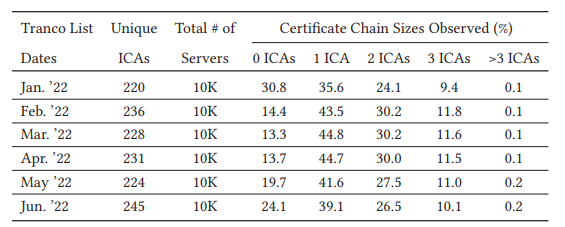 Tranco List Unique Total # of Certificate Chain Sizes Observed (%)
Dates ICAs Servers 0 ICAs 1 ICA 2 ICAs 3 ICAs >3 ICAs
Jan. ’22 220 10K 30.8 35.6 24.1 9.4 0.1
Feb. ’22 236 10K 14.4 43.5 30.2 11.8 0.1
Mar. ’22 228 10K 13.3 44.8 30.2 11.6 0.1
Apr. ’22 231 10K 13.7 44.7 30.0 11.5 0.1
May ’22 224 10K 19.7 41.6 27.5 11.0 0.2
Jun. ’22 245 10K 24.1 39.1 26.5 10.1 0.2